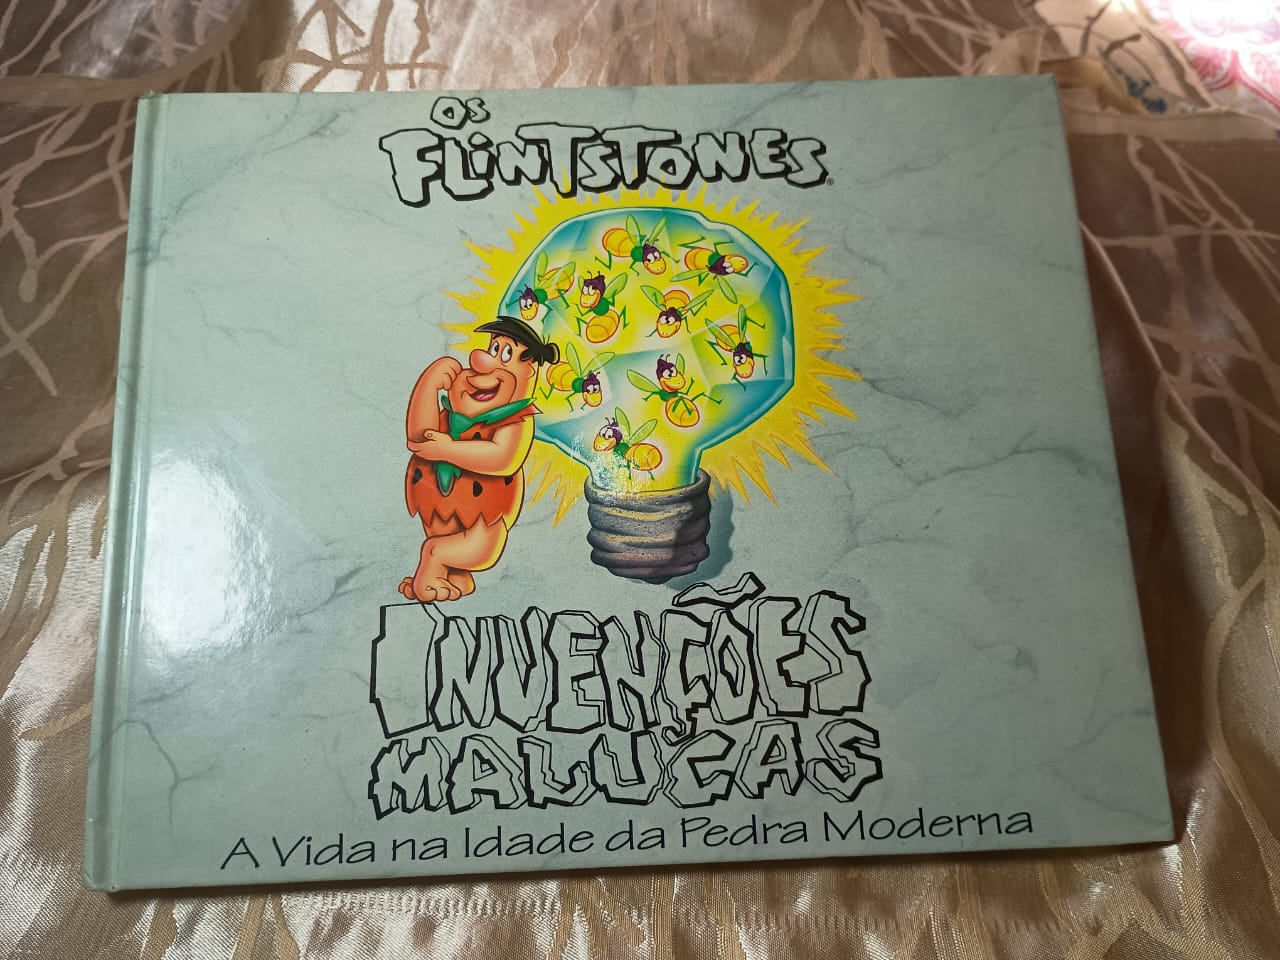 OS
FLINTSTONES®
INVENÇÕES
MALUCAS
A Vida na Idade da Pedra Moderna